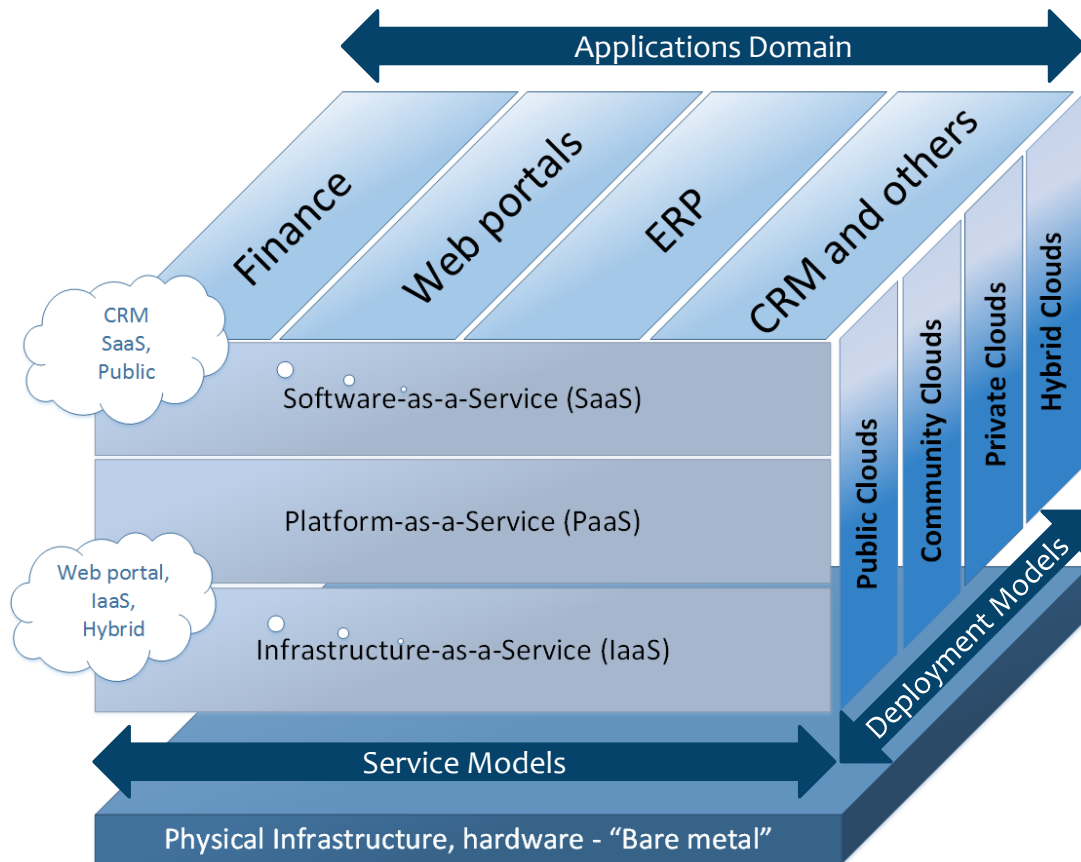 Applications Domain
Finance
Web portals
ERP
CRM and others
CRM
SaaS,
Public
Software-as-a-Service (SaaS)
Platform-as-a-Service (PaaS)
Web portal,
IaaS,
Hybrid
Infrastructure-as-a-Service (IaaS)
Public Clouds
Community Clouds
Private Clouds
Hybrid Clouds
Deployment Models
Service Models
Physical Infrastructure, hardware - “Bare metal”